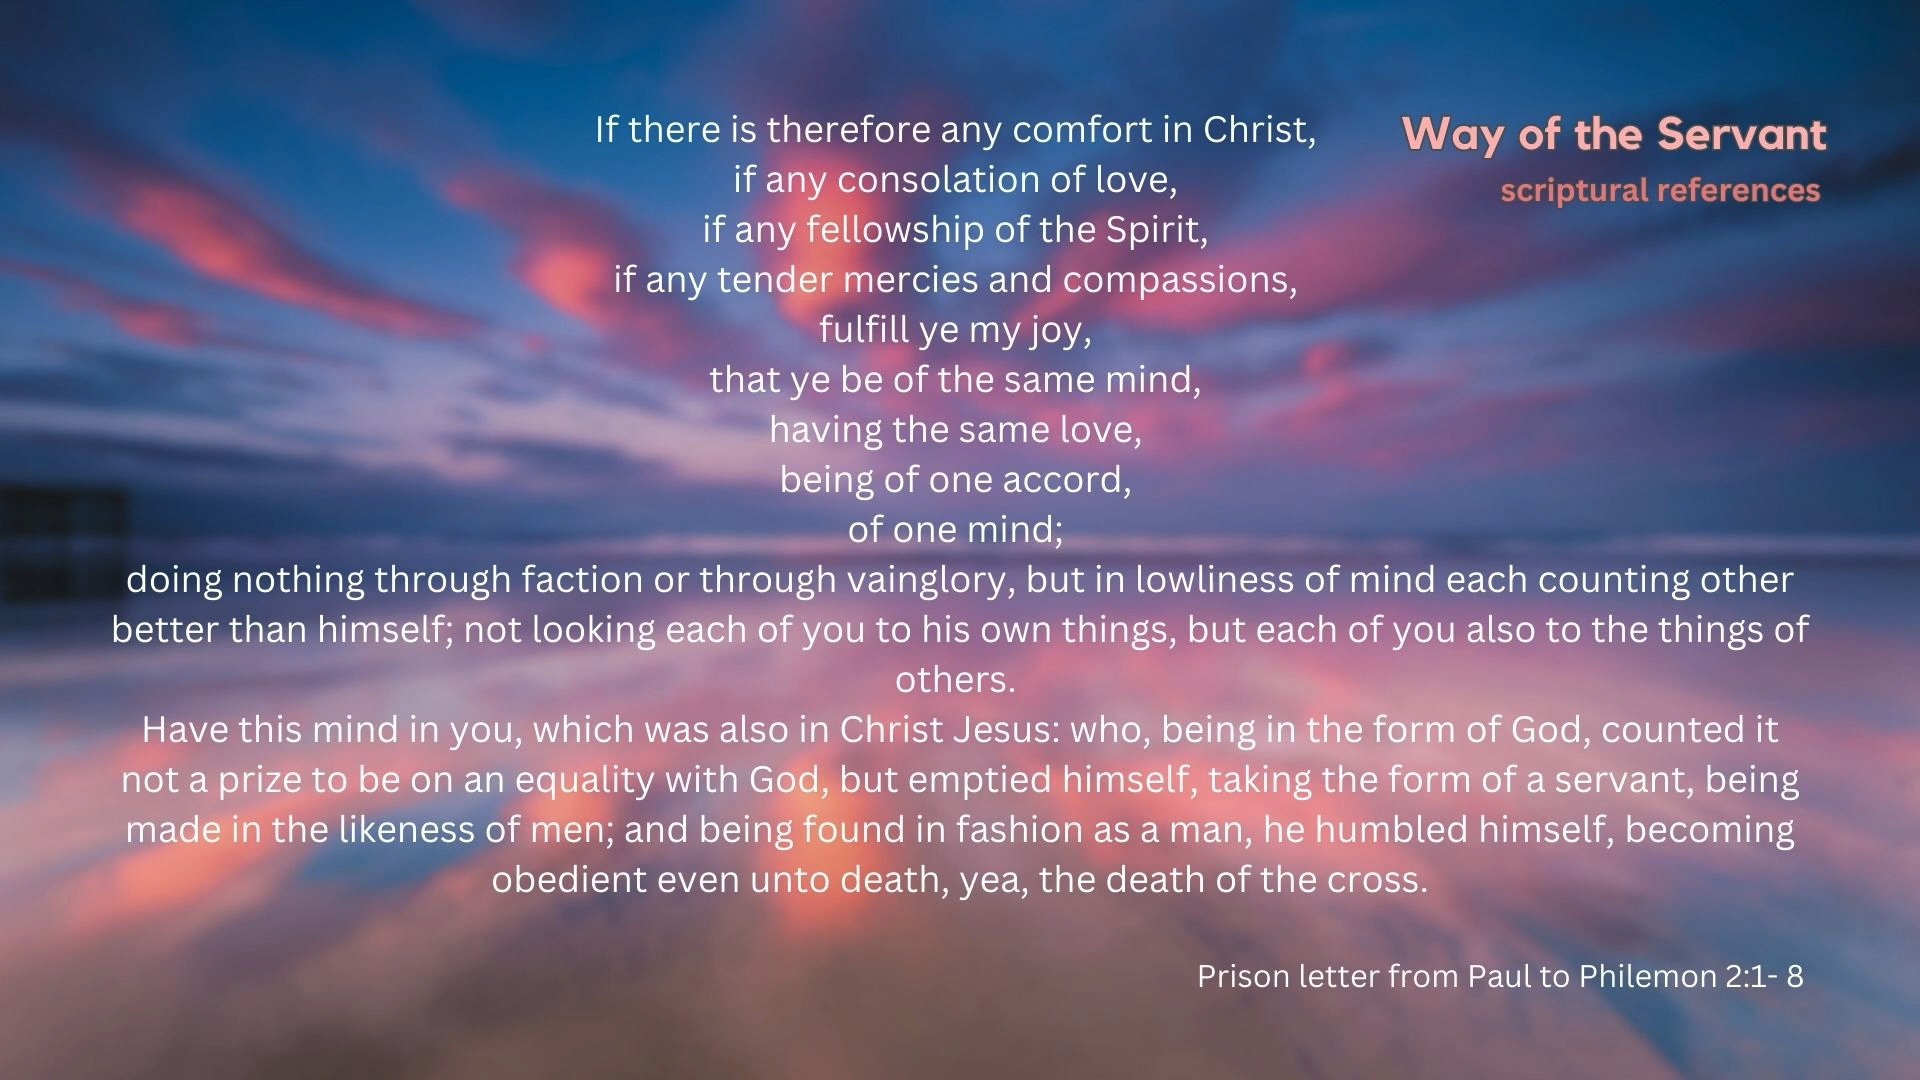 If there is therefore any comfort in Christ,
if any consolation of love,
if any fellowship of the Spirit,
if any tender mercies and compassions,
fulfill ye my joy,
that ye be of the same mind,
having the same love,
being of one accord,
of one mind;
doing nothing through faction or through vainglory, but in lowliness of mind each counting other
better than himself; not looking each of you to his own things, but each of you also to the things of
others.
Have this mind in you, which was also in Christ Jesus: who, being in the form of God, counted it
not a prize to be on an equality with God, but emptied himself, taking the form of a servant, being
made in the likeness of men; and being found in fashion as a man, he humbled himself, becoming
obedient even unto death, yea, the death of the cross.
Way of the Servant
scriptural references
Prison letter from Paul to Philemon 2:1- 8